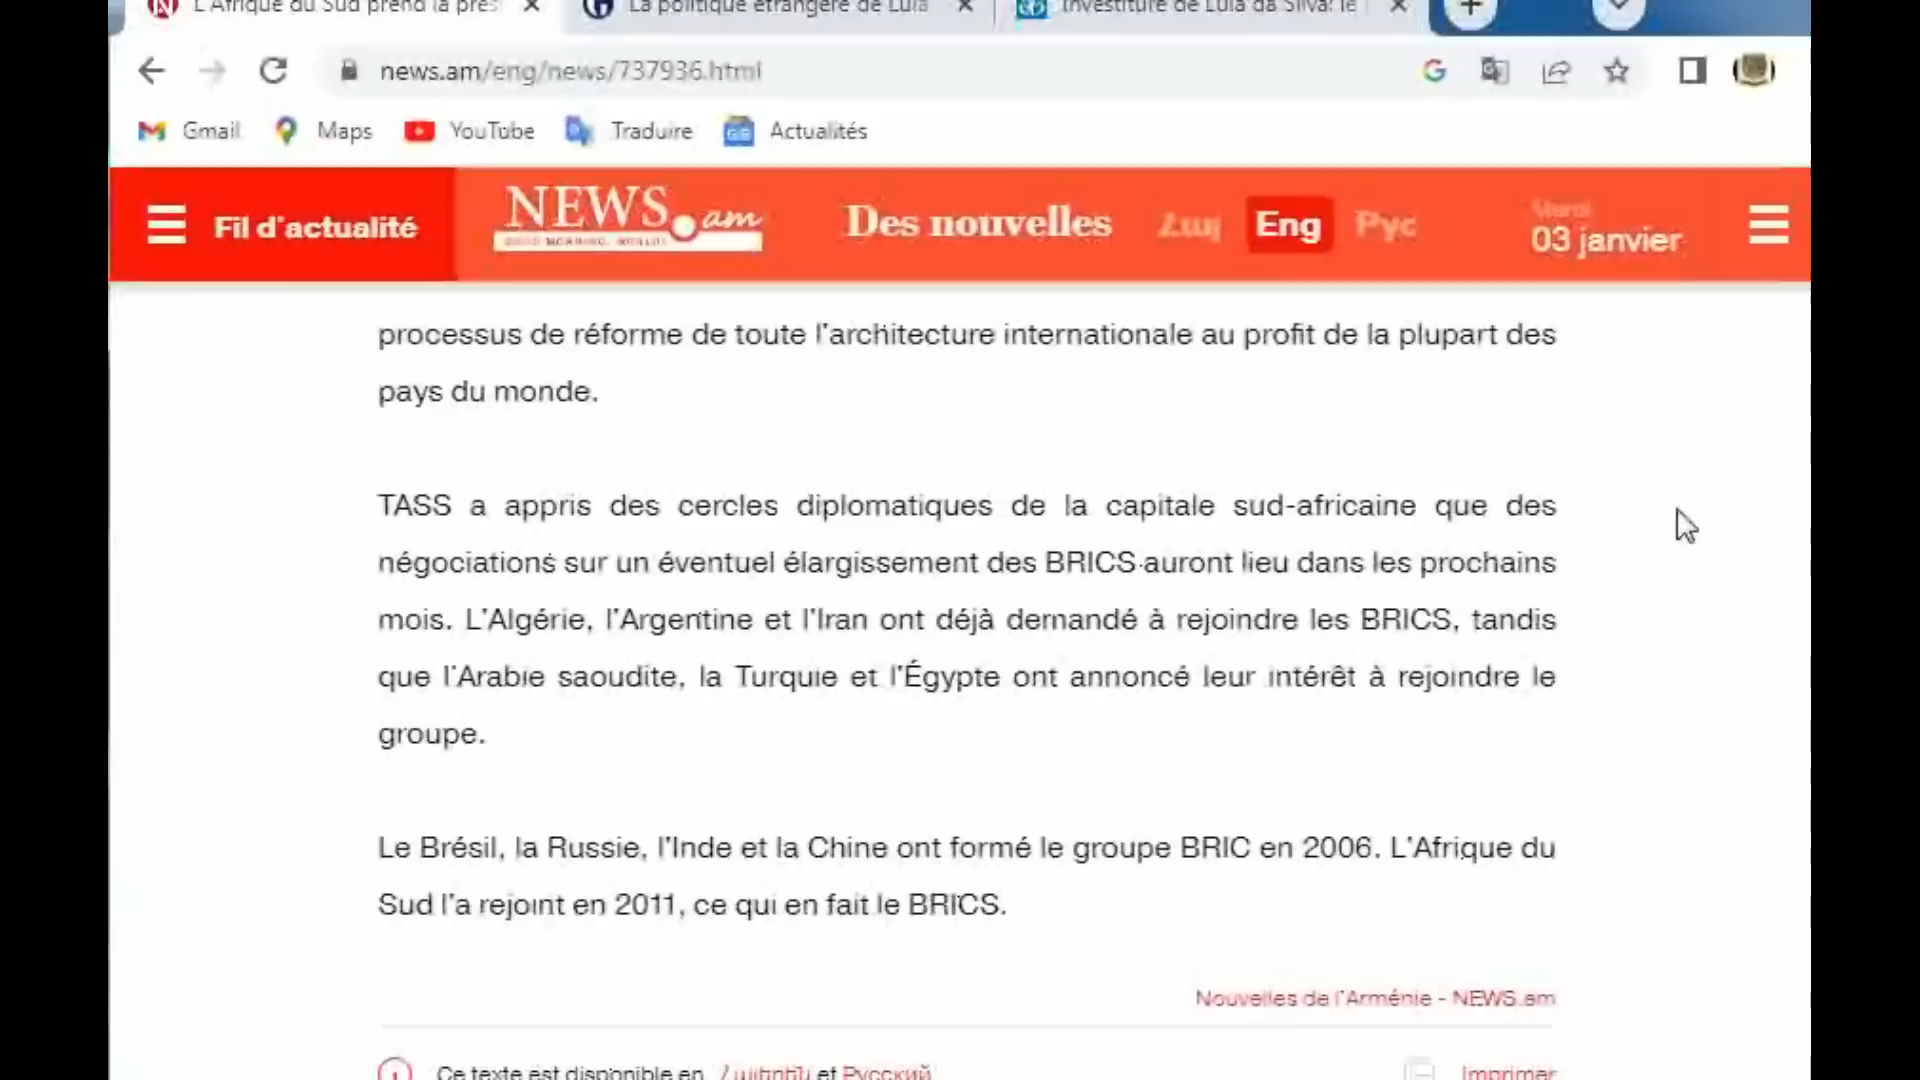 L'Afrique du Sud prend la prés
La politique étrangère de Lula
Investiture de Lula da Silva: le
news.am/eng/news/737936.html
Gmail Maps YouTube Traduire Actualités
Fil d'actualité
NEWS.am
GOOD MORNING, WORLD!
Des nouvelles
Հայ Eng Рус
Mardi
03 janvier
processus de réforme de toute l'architecture internationale au profit de la plupart des
pays du monde.
TASS a appris des cercles diplomatiques de la capitale sud-africaine que des
négociations sur un éventuel élargissement des BRICS auront lieu dans les prochains
mois. L'Algérie, l'Argentine et l'Iran ont déjà demandé à rejoindre les BRICS, tandis
que l'Arabie saoudite, la Turquie et l'Égypte ont annoncé leur intérêt à rejoindre le
groupe.
Le Brésil, la Russie, l'Inde et la Chine ont formé le groupe BRIC en 2006. L'Afrique du
Sud l'a rejoint en 2011, ce qui en fait le BRICS.
Nouvelles de l'Arménie - NEWS.am
Ce texte est disponible en Հայերեն et Русский
Imprimer